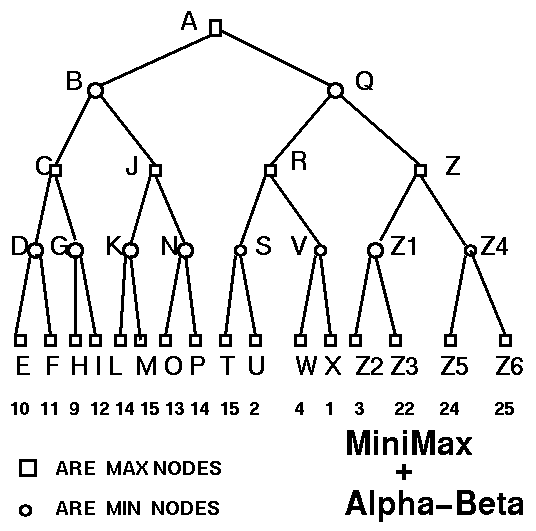 A
B Q
C J R Z
D G K N S V Z1 Z4
E F H I L M O P T U W X Z2 Z3 Z5 Z6
10 11 9 12 14 15 13 14 15 2 4 1 3 22 24 25
MiniMax
+
Alpha-Beta
ARE MAX NODES
ARE MIN NODES